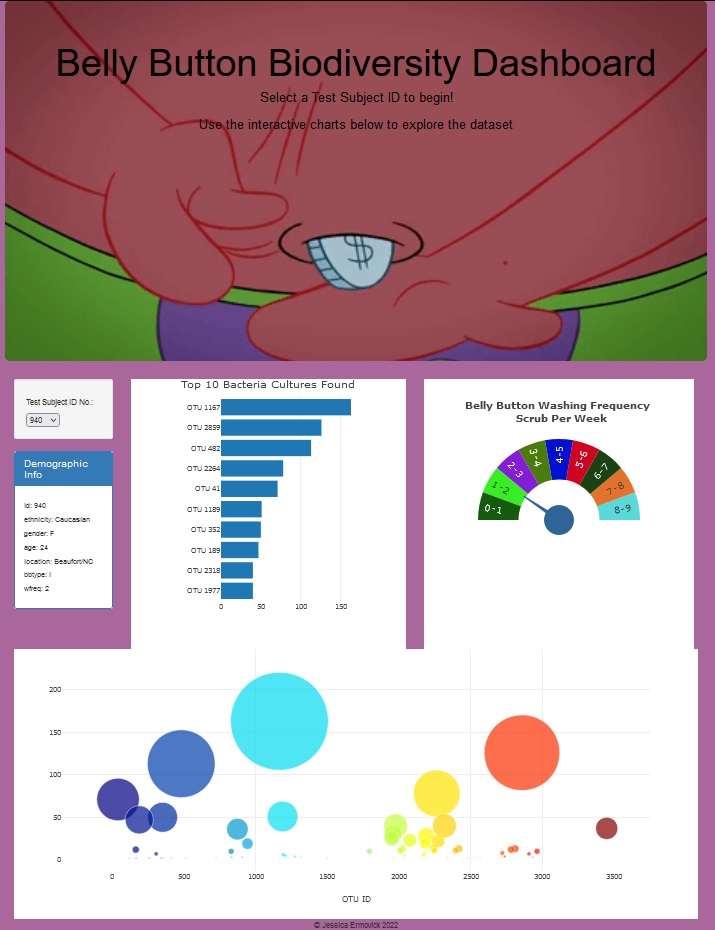 Belly Button Biodiversity Dashboard
Select a Test Subject ID to begin!
Use the interactive charts below to explore the dataset
$
Test Subject ID No.:
940
Demographic
Info
id: 940
ethnicity: Caucasian
gender: F
age: 24
location: Beaufort/NC
bbtype: I
wfreq: 2
Top 10 Bacteria Cultures Found
OTU 1167
OTU 2859
OTU 482
OTU 2264
OTU 41
OTU 1189
OTU 352
OTU 189
OTU 2318
OTU 1977
0 50 100 150
Belly Button Washing Frequency
Scrub Per Week
0-1
1-2
2-3
3-4
4-5
5-6
6-7
7-8
8-9
200
150
100
50
0
0 500 1000 1500 2000 2500 3000 3500
OTU ID
© Jessica Ermovick 2022